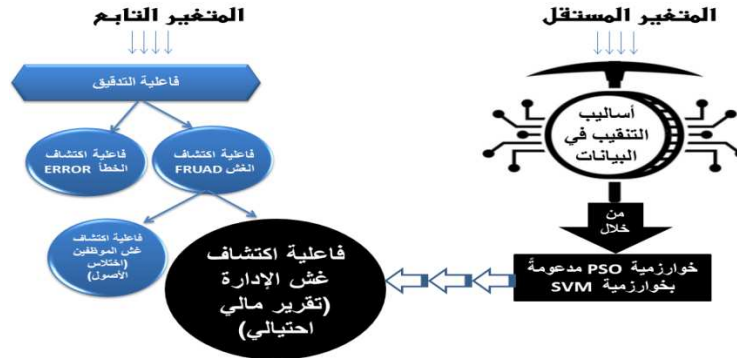 المتغير المستقل
المتغير التابع
أساليب
التنقيب في
البيانات
من
خلال
خوارزمية PSO مدعومةً
بخوارزمية SVM
فاعلية التدقيق
فاعلية اكتشاف
الغش FRUAD
فاعلية اكتشاف
الخطأ ERROR
فاعلية اكتشاف
غش الإدارة
(تقرير مالي
احتيالي)
فاعلية اكتشاف
غش الموظفين
(اختلاس
الأصول)